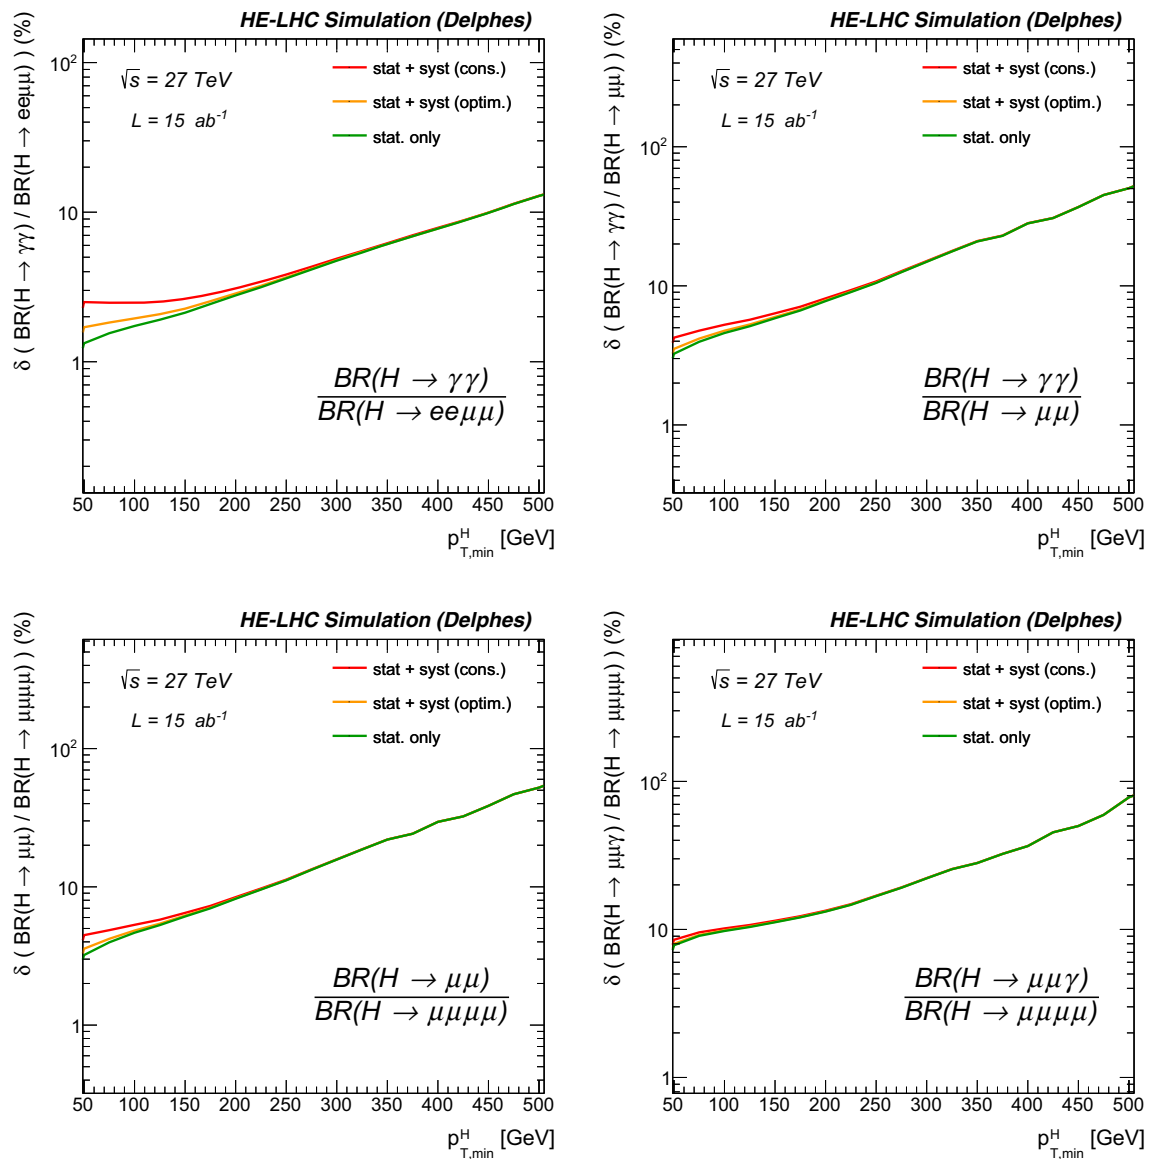 HE-LHC Simulation (Delphes)
δ ( BR(H → γγ) / BR(H → eeμμ) ) (%)
10²
10
1
√s = 27 TeV
L = 15 ab⁻¹
stat + syst (cons.)
stat + syst (optim.)
stat. only
BR(H → γγ)
BR(H → eeμμ)
50 100 150 200 250 300 350 400 450 500
p_T,min^H [GeV]
HE-LHC Simulation (Delphes)
δ ( BR(H → γγ) / BR(H → μμ) ) (%)
10²
10
1
√s = 27 TeV
L = 15 ab⁻¹
stat + syst (cons.)
stat + syst (optim.)
stat. only
BR(H → γγ)
BR(H → μμ)
50 100 150 200 250 300 350 400 450 500
p_T,min^H [GeV]
HE-LHC Simulation (Delphes)
δ ( BR(H → μμ) / BR(H → μμμμ) ) (%)
10²
10
1
√s = 27 TeV
L = 15 ab⁻¹
stat + syst (cons.)
stat + syst (optim.)
stat. only
BR(H → μμ)
BR(H → μμμμ)
50 100 150 200 250 300 350 400 450 500
p_T,min^H [GeV]
HE-LHC Simulation (Delphes)
δ ( BR(H → μμγ) / BR(H → μμμμ) ) (%)
10²
10
1
√s = 27 TeV
L = 15 ab⁻¹
stat + syst (cons.)
stat + syst (optim.)
stat. only
BR(H → μμγ)
BR(H → μμμμ)
50 100 150 200 250 300 350 400 450 500
p_T,min^H [GeV]